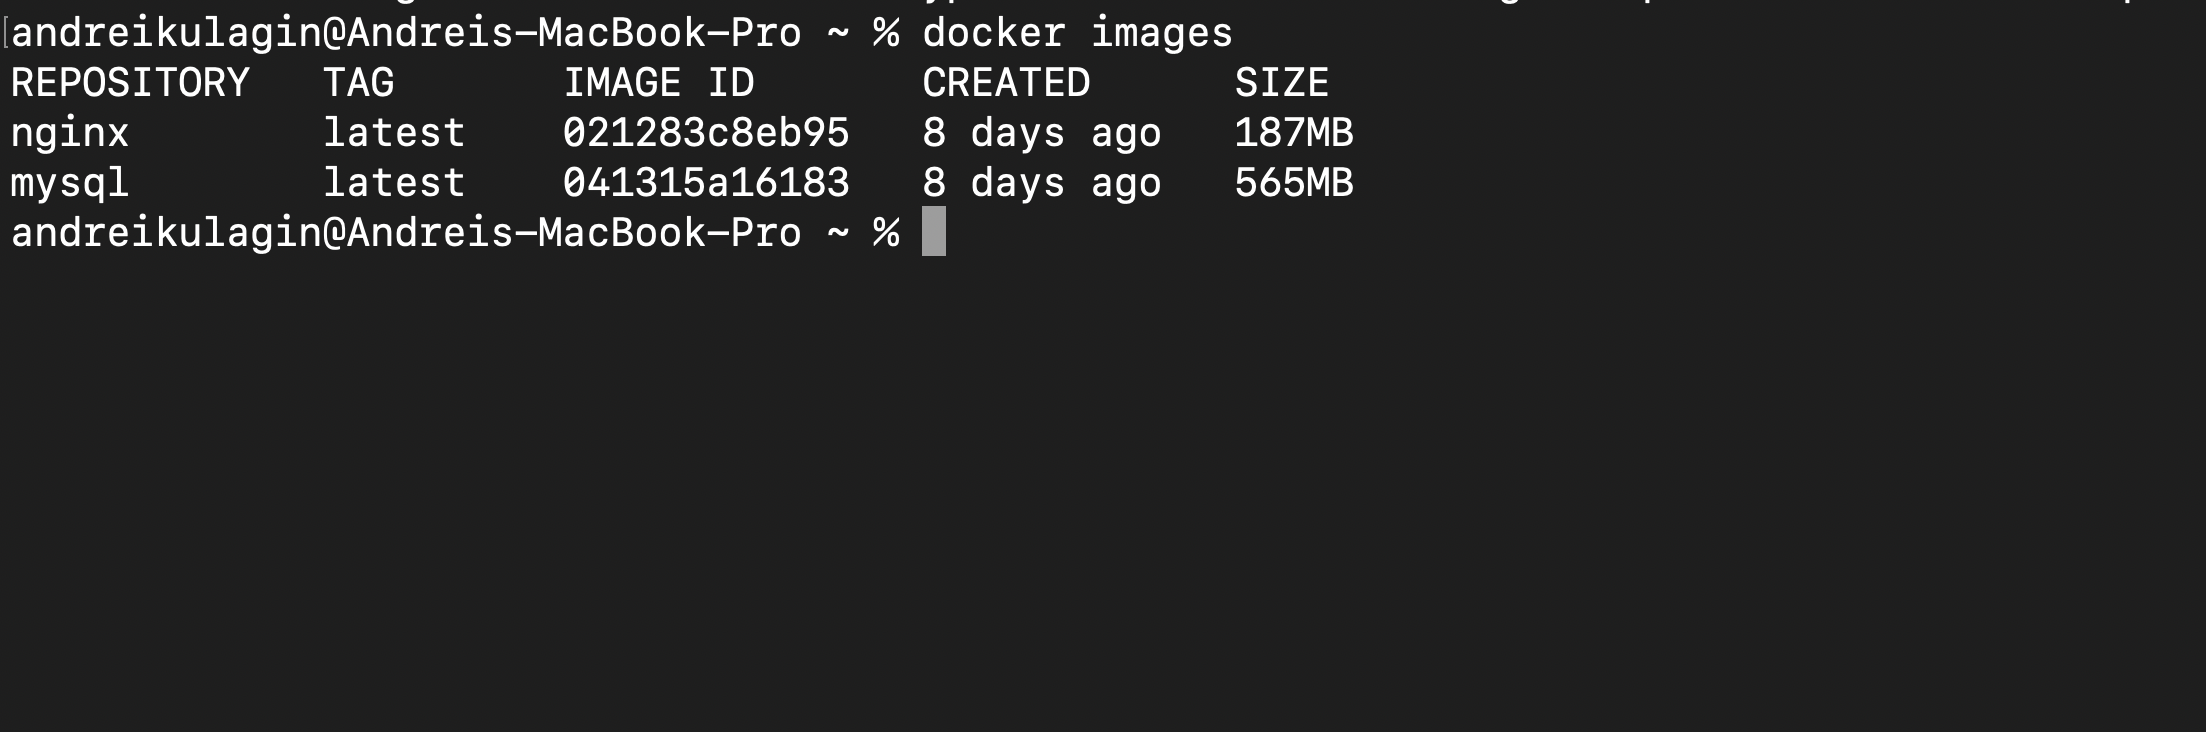 andreikulagin@Andreis-MacBook-Pro ~ % docker images
REPOSITORY   TAG       IMAGE ID       CREATED      SIZE
nginx        latest    021283c8eb95   8 days ago   187MB
mysql        latest    041315a16183   8 days ago   565MB
andreikulagin@Andreis-MacBook-Pro ~ %